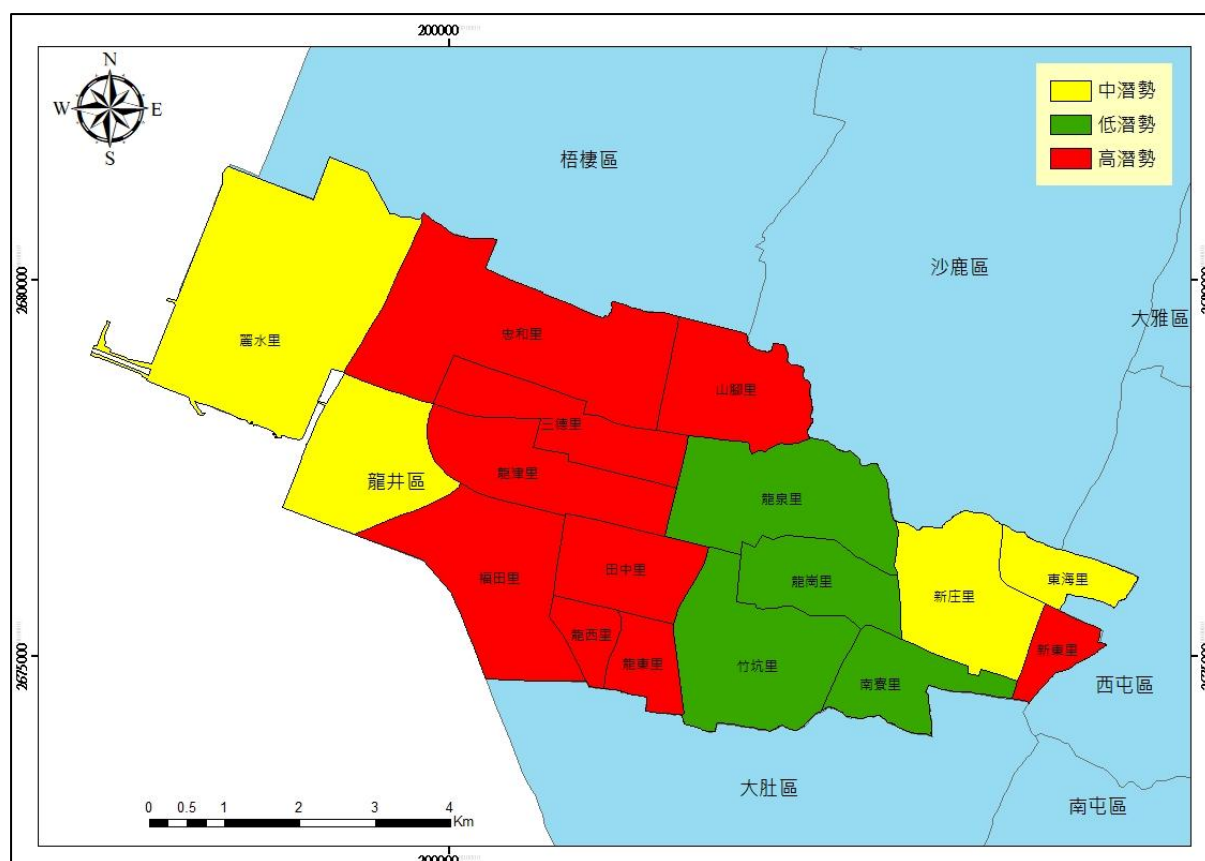 200000
N
W
E
S
中潛勢
低潛勢
高潛勢
梧棲區
沙鹿區
2680000
大雅區
忠和里
麗水里
山腳里
三德里
龍津里
龍井區
龍泉里
福田里
田中里
龍崗里
新庄里
東海里
龍西里
龍東里
竹坑里
南寮里
新東里
2675000
西屯區
大肚區
南屯區
0 0.5 1 2 3 4
Km
200000